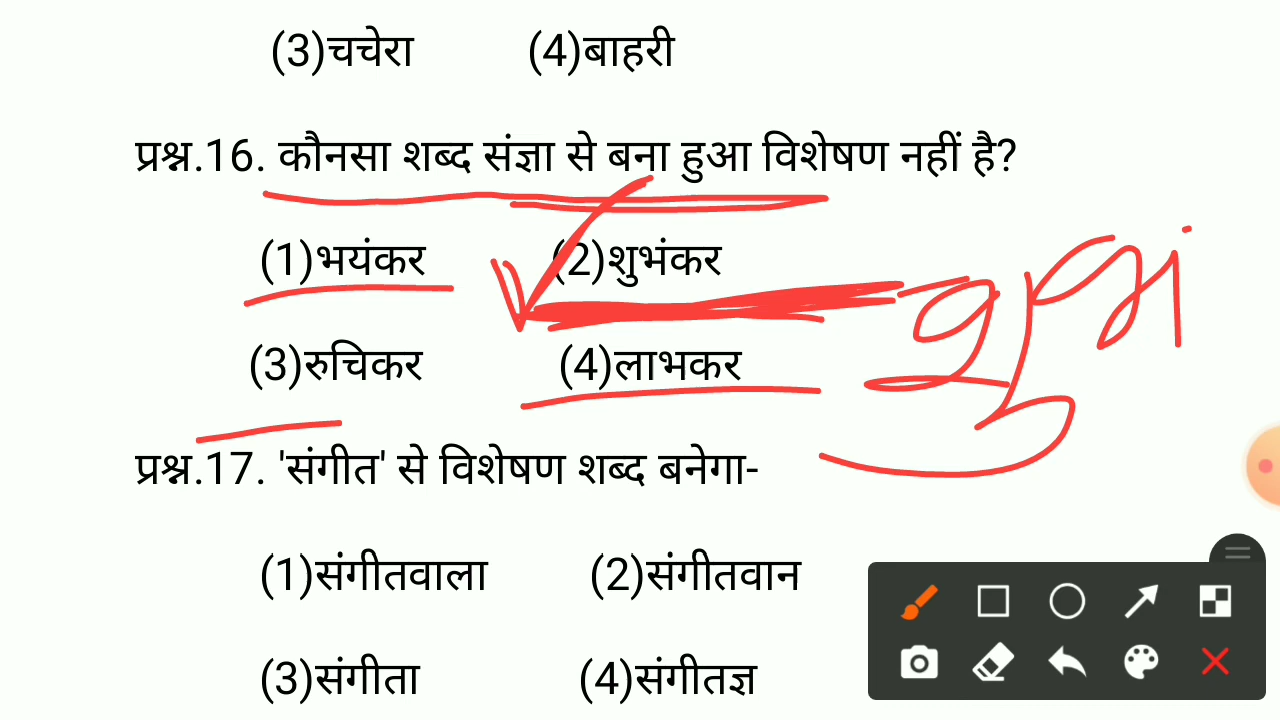 (3)चचेरा (4)बाहरी
प्रश्न.16. कौनसा शब्द संज्ञा से बना हुआ विशेषण नहीं है?
(1)भयंकर (2)शुभंकर
(3)रुचिकर (4)लाभकर
शुभं
प्रश्न.17. 'संगीत' से विशेषण शब्द बनेगा-
(1)संगीतवाला (2)संगीतवान
(3)संगीता (4)संगीतज्ञ